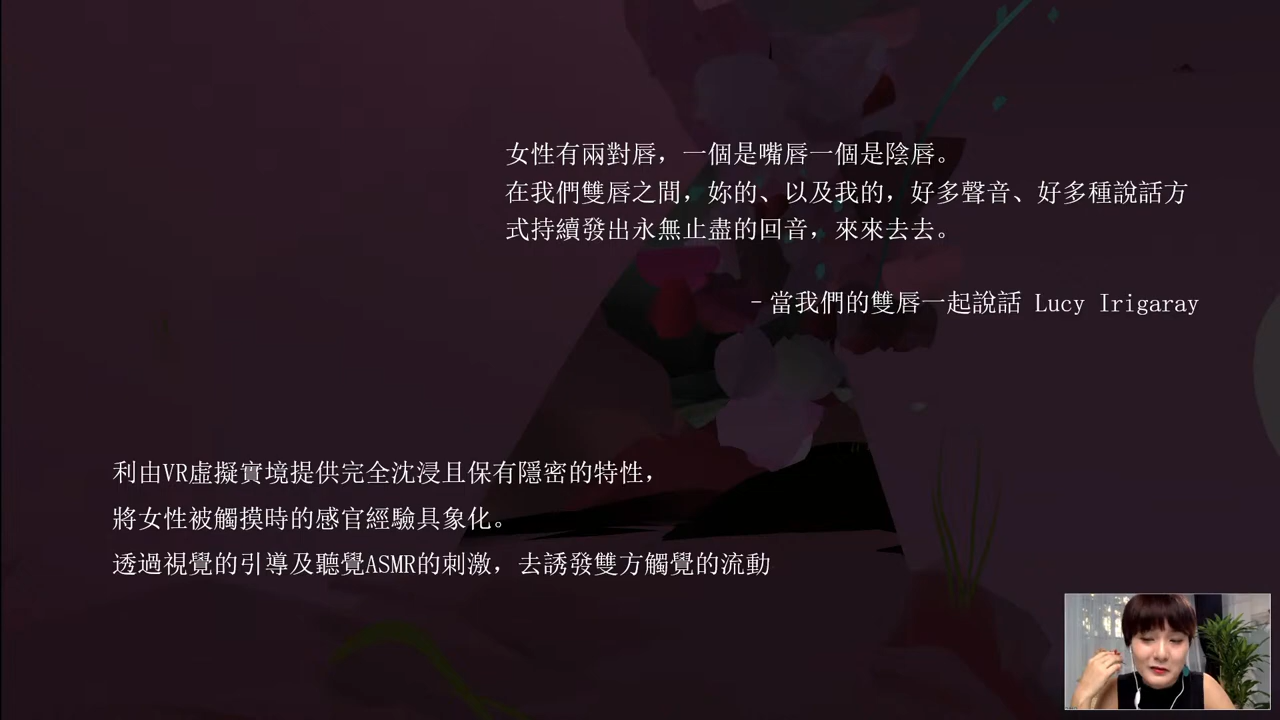 女性有兩對唇，一個是嘴唇一個是陰唇。
在我們雙唇之間，妳的、以及我的，好多聲音、好多種說話方
式持續發出永無止盡的回音，來來去去。
–當我們的雙唇一起說話 Lucy Irigaray
利由VR虛擬實境提供完全沈浸且保有隱密的特性，
將女性被觸摸時的感官經驗具象化。
透過視覺的引導及聽覺ASMR的刺激，去誘發雙方觸覺的流動